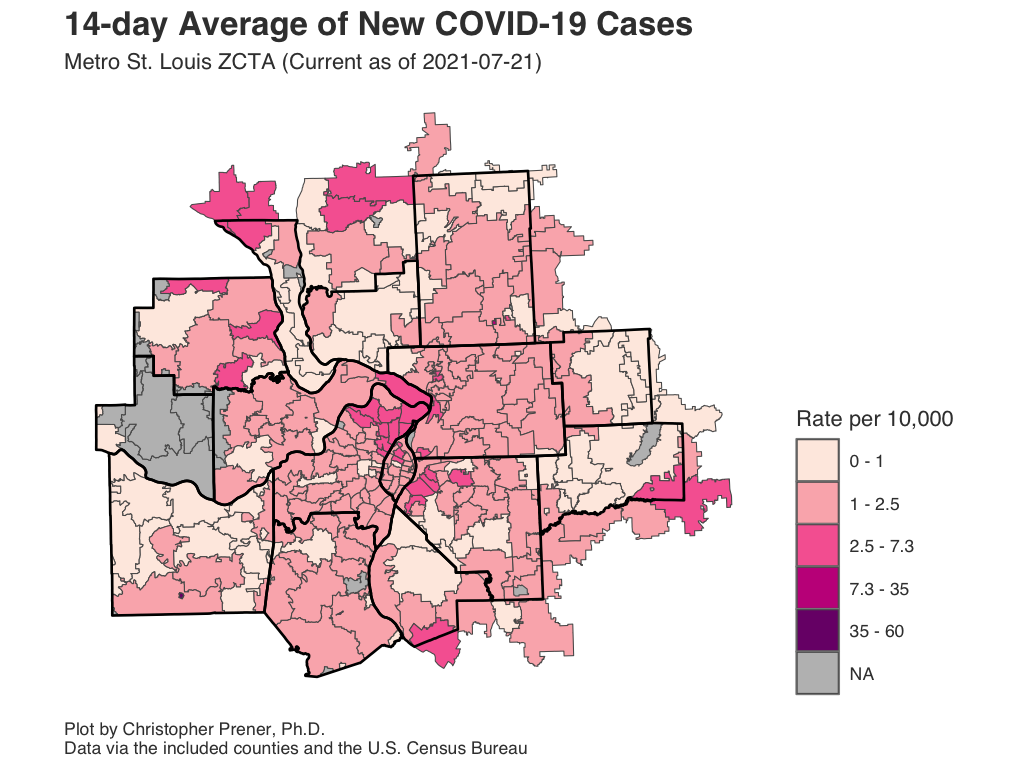 14-day Average of New COVID-19 Cases
Metro St. Louis ZCTA (Current as of 2021-07-21)
Rate per 10,000
0 - 1
1 - 2.5
2.5 - 7.3
7.3 - 35
35 - 60
NA
Plot by Christopher Prener, Ph.D.
Data via the included counties and the U.S. Census Bureau